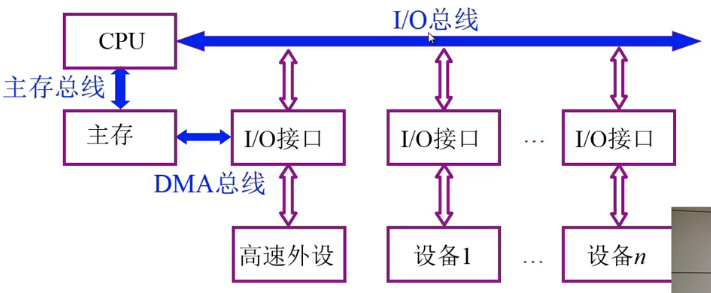 I/O总线
CPU
主存总线
主存
I/O接口
I/O接口
...
I/O接口
DMA总线
高速外设
设备1
...
设备n